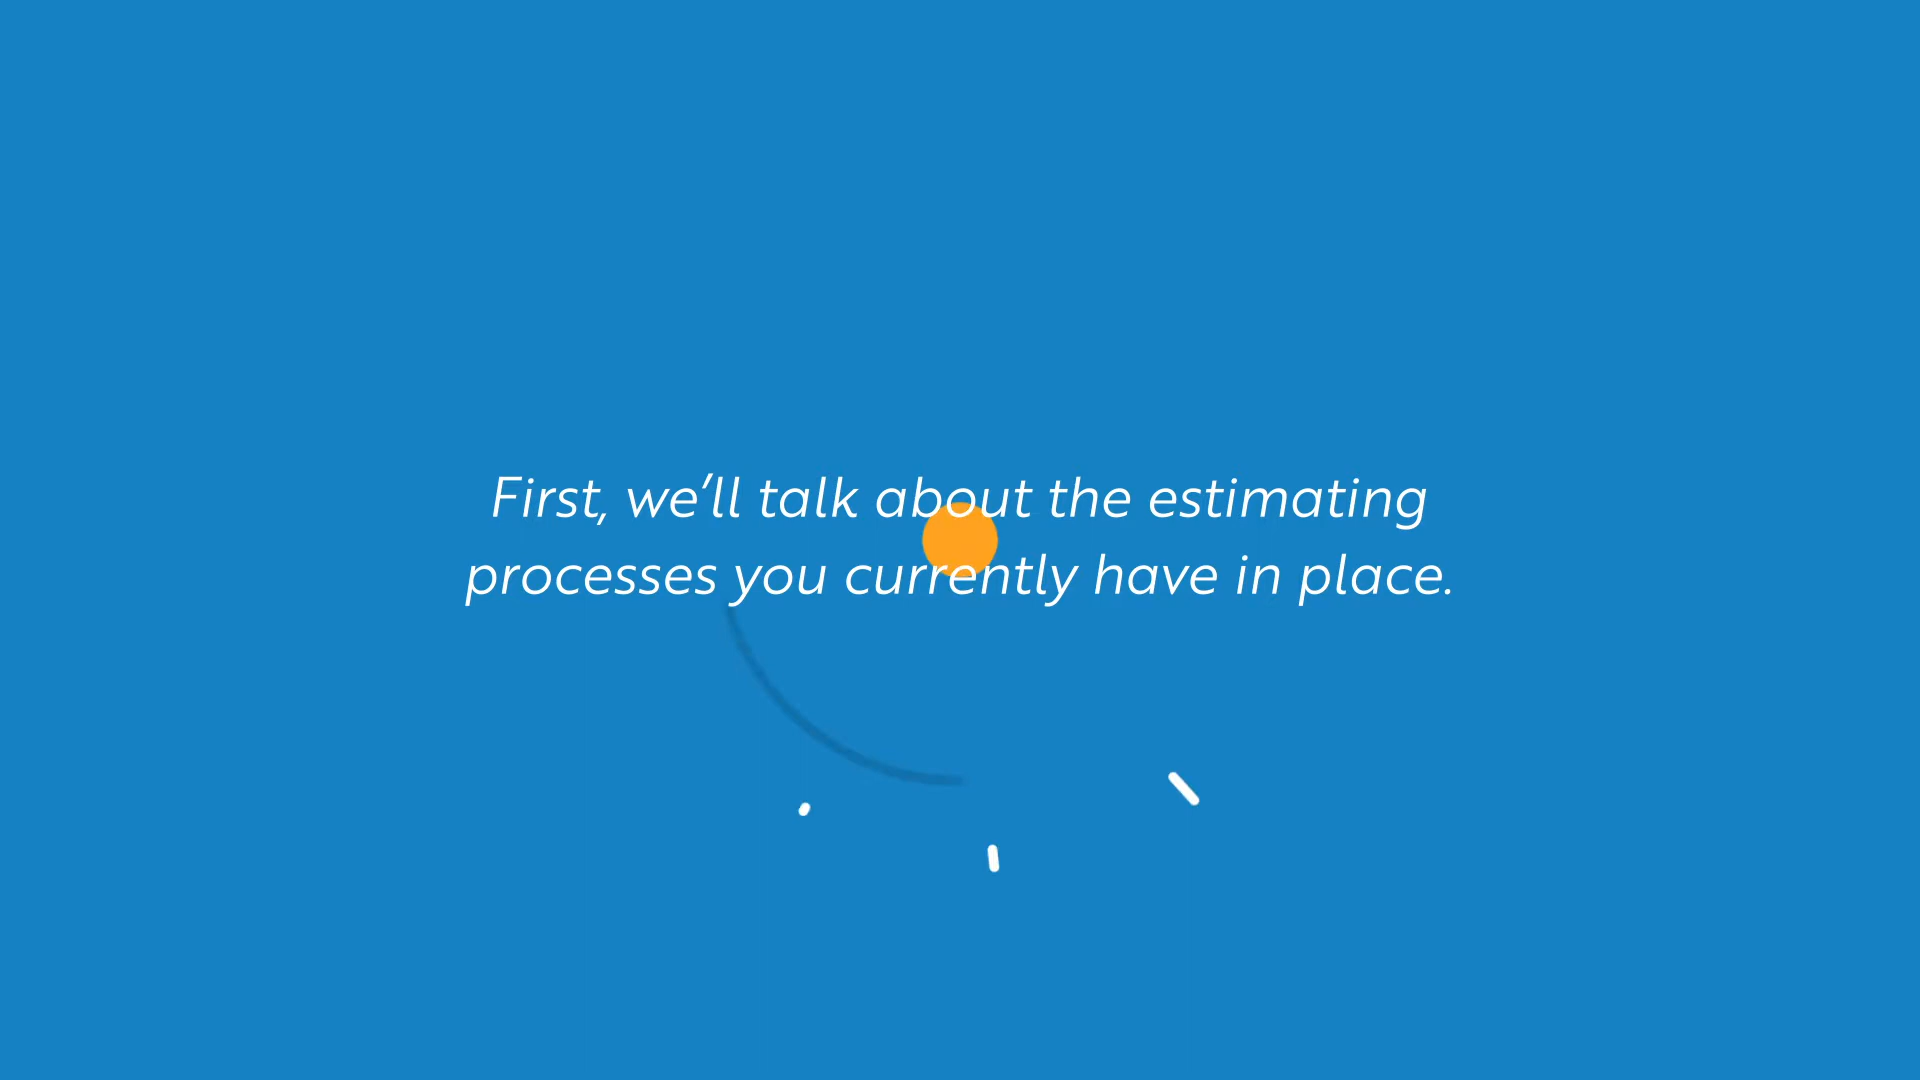 First, we’ll talk about the estimating
processes you currently have in place.